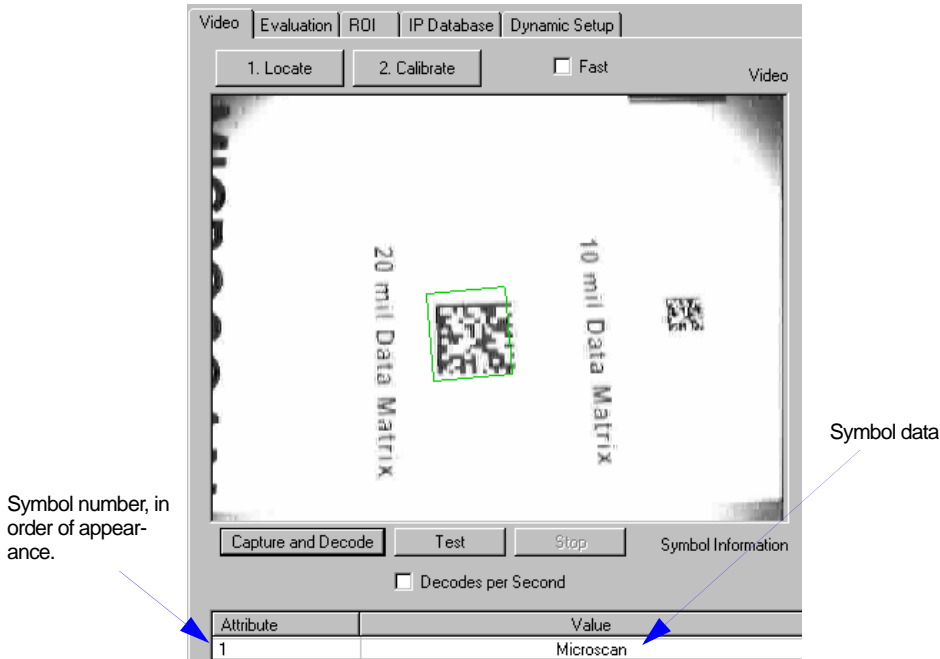 Video Evaluation ROI IP Database Dynamic Setup
1. Locate 2. Calibrate Fast Video
20 mil Data Matrix
10 mil Data Matrix
Symbol data
Symbol number, in
order of appear-
ance.
Capture and Decode Test Stop Symbol Information
Decodes per Second
Attribute Value
1 Microscan